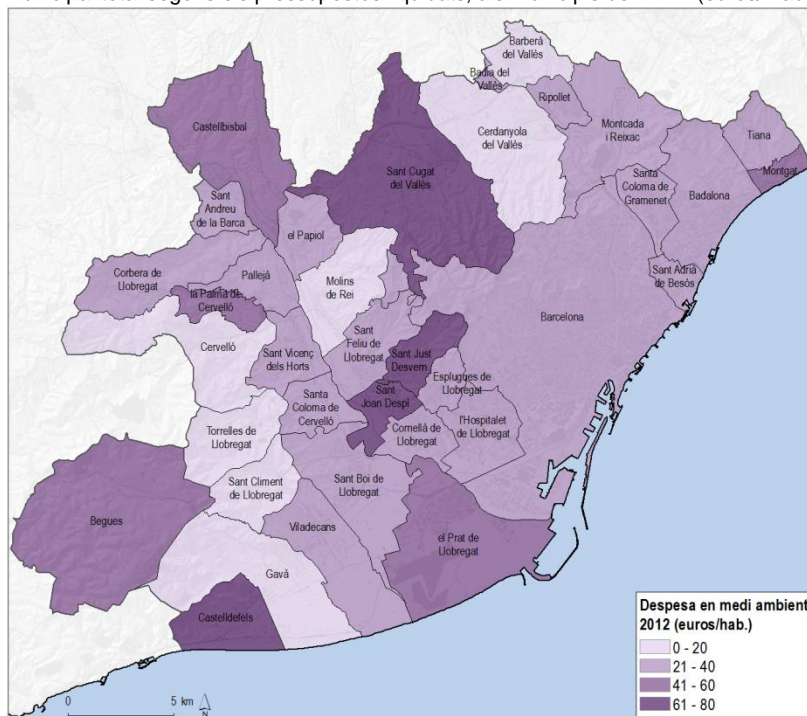 Barberà
del Vallès
Badia del
Vallès
Castellbisbal
Ripollet
Montcada
i Reixac
Cerdanyola
del Vallès
Tiana
Sant Cugat
del Vallès
Montgat
Santa
Coloma de
Gramenet
Badalona
Sant
Andreu
de la Barca
el Papiol
Corbera de
Llobregat
Pallejà
Molins
de Rei
Sant Adrià
de Besòs
la Palma de
Cervelló
Barcelona
Sant
Feliu de
Llobregat
Cervelló
Sant Vicenç
dels Horts
Sant Just
Desvern
Esplugues de
Llobregat
Sant
Joan Despí
Santa
Coloma de
Cervelló
Cornellà de
Llobregat
l'Hospitalet
de Llobregat
Torrelles de
Llobregat
Sant Climent
de Llobregat
Sant Boi de
Llobregat
Begues
Viladecans
el Prat de
Llobregat
Gavà
Castelldefels
Despesa en medi ambient
2012 (euros/hab.)
0 - 20
21 - 40
41 - 60
61 - 80
0 5 km
N